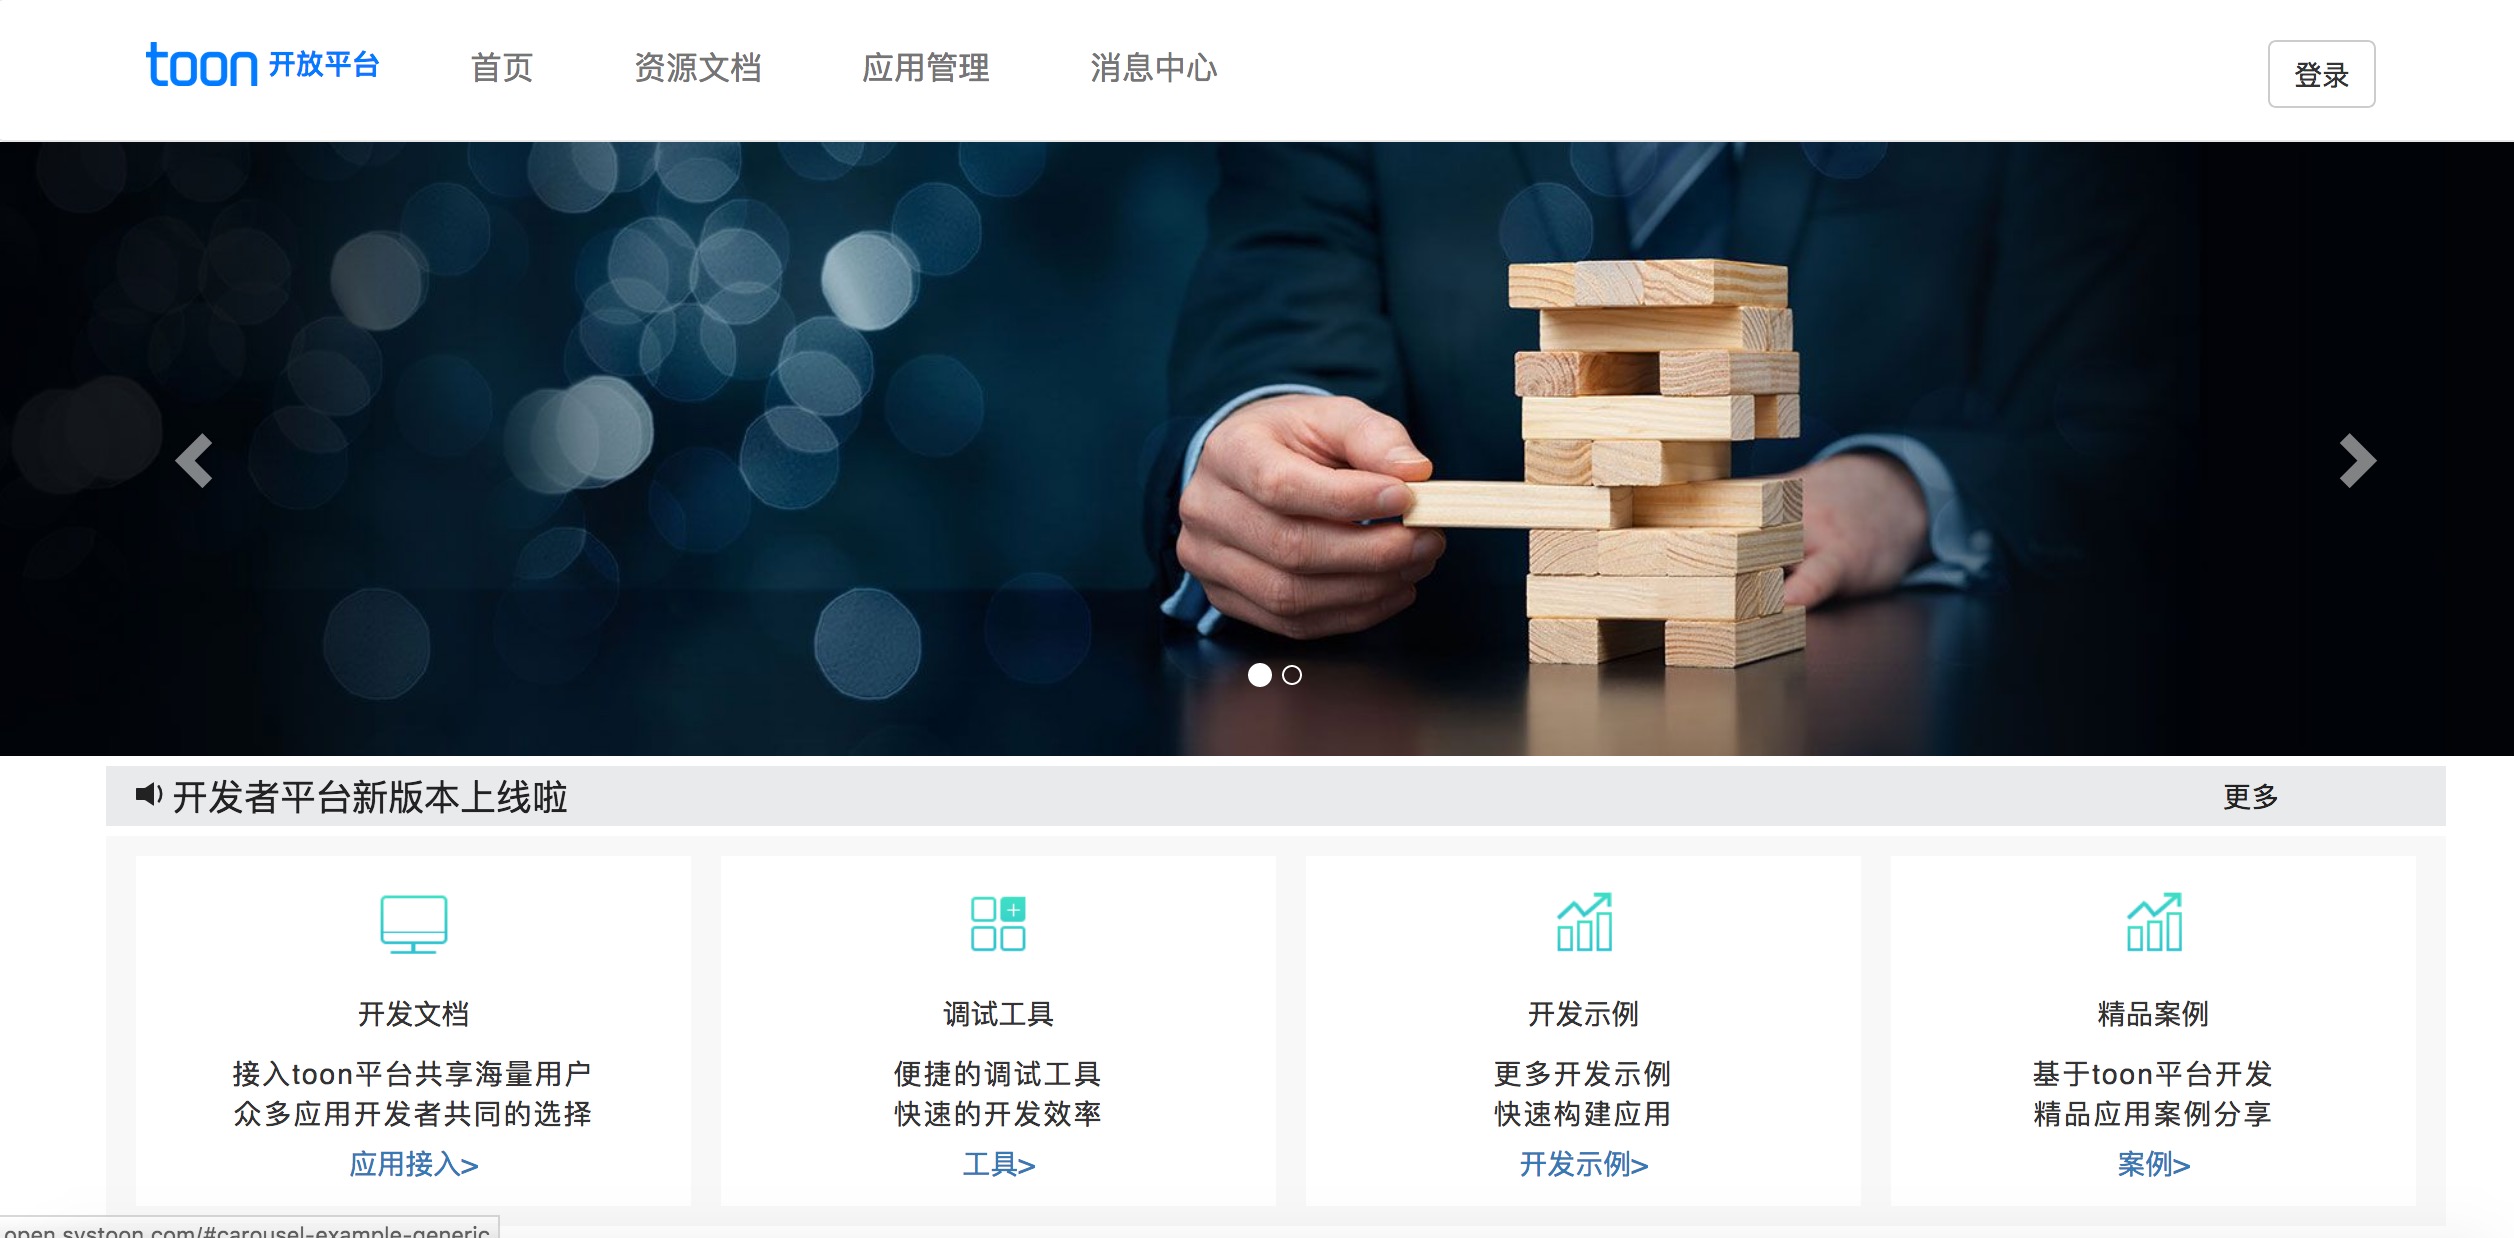 toon 开放平台 首页 资源文档 应用管理 消息中心 登录
开发者平台新版本上线啦 更多
开发文档
接入toon平台共享海量用户
众多应用开发者共同的选择
应用接入>
调试工具
便捷的调试工具
快速的开发效率
工具>
开发示例
更多开发示例
快速构建应用
开发示例>
精品案例
基于toon平台开发
精品应用案例分享
案例>
open.systoon.com/#carousel-example-generic